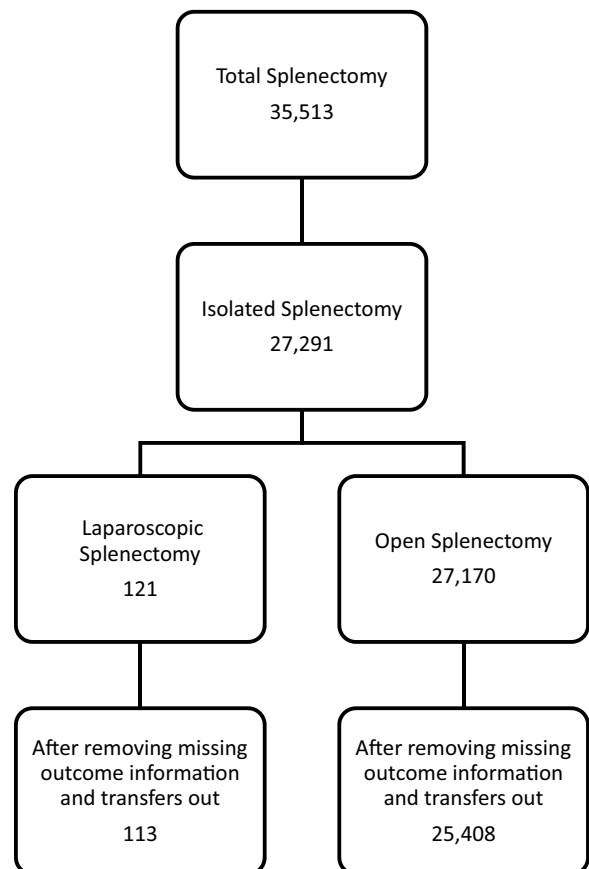 Total Splenectomy
35,513
Isolated Splenectomy
27,291
Laparoscopic
Splenectomy
121
Open Splenectomy
27,170
After removing missing
outcome information
and transfers out
113
After removing missing
outcome information
and transfers out
25,408